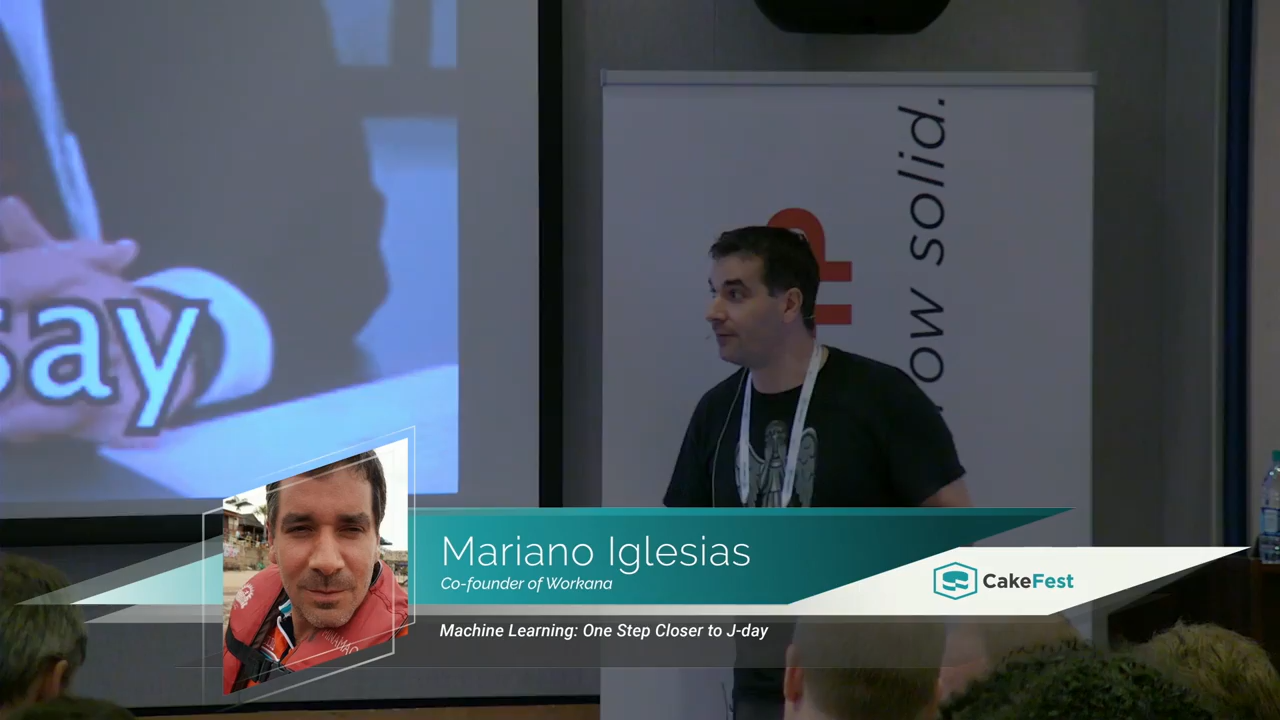 say
ow solid.
Mariano Iglesias
Co-founder of Workana
CakeFest
Machine Learning: One Step Closer to J-day